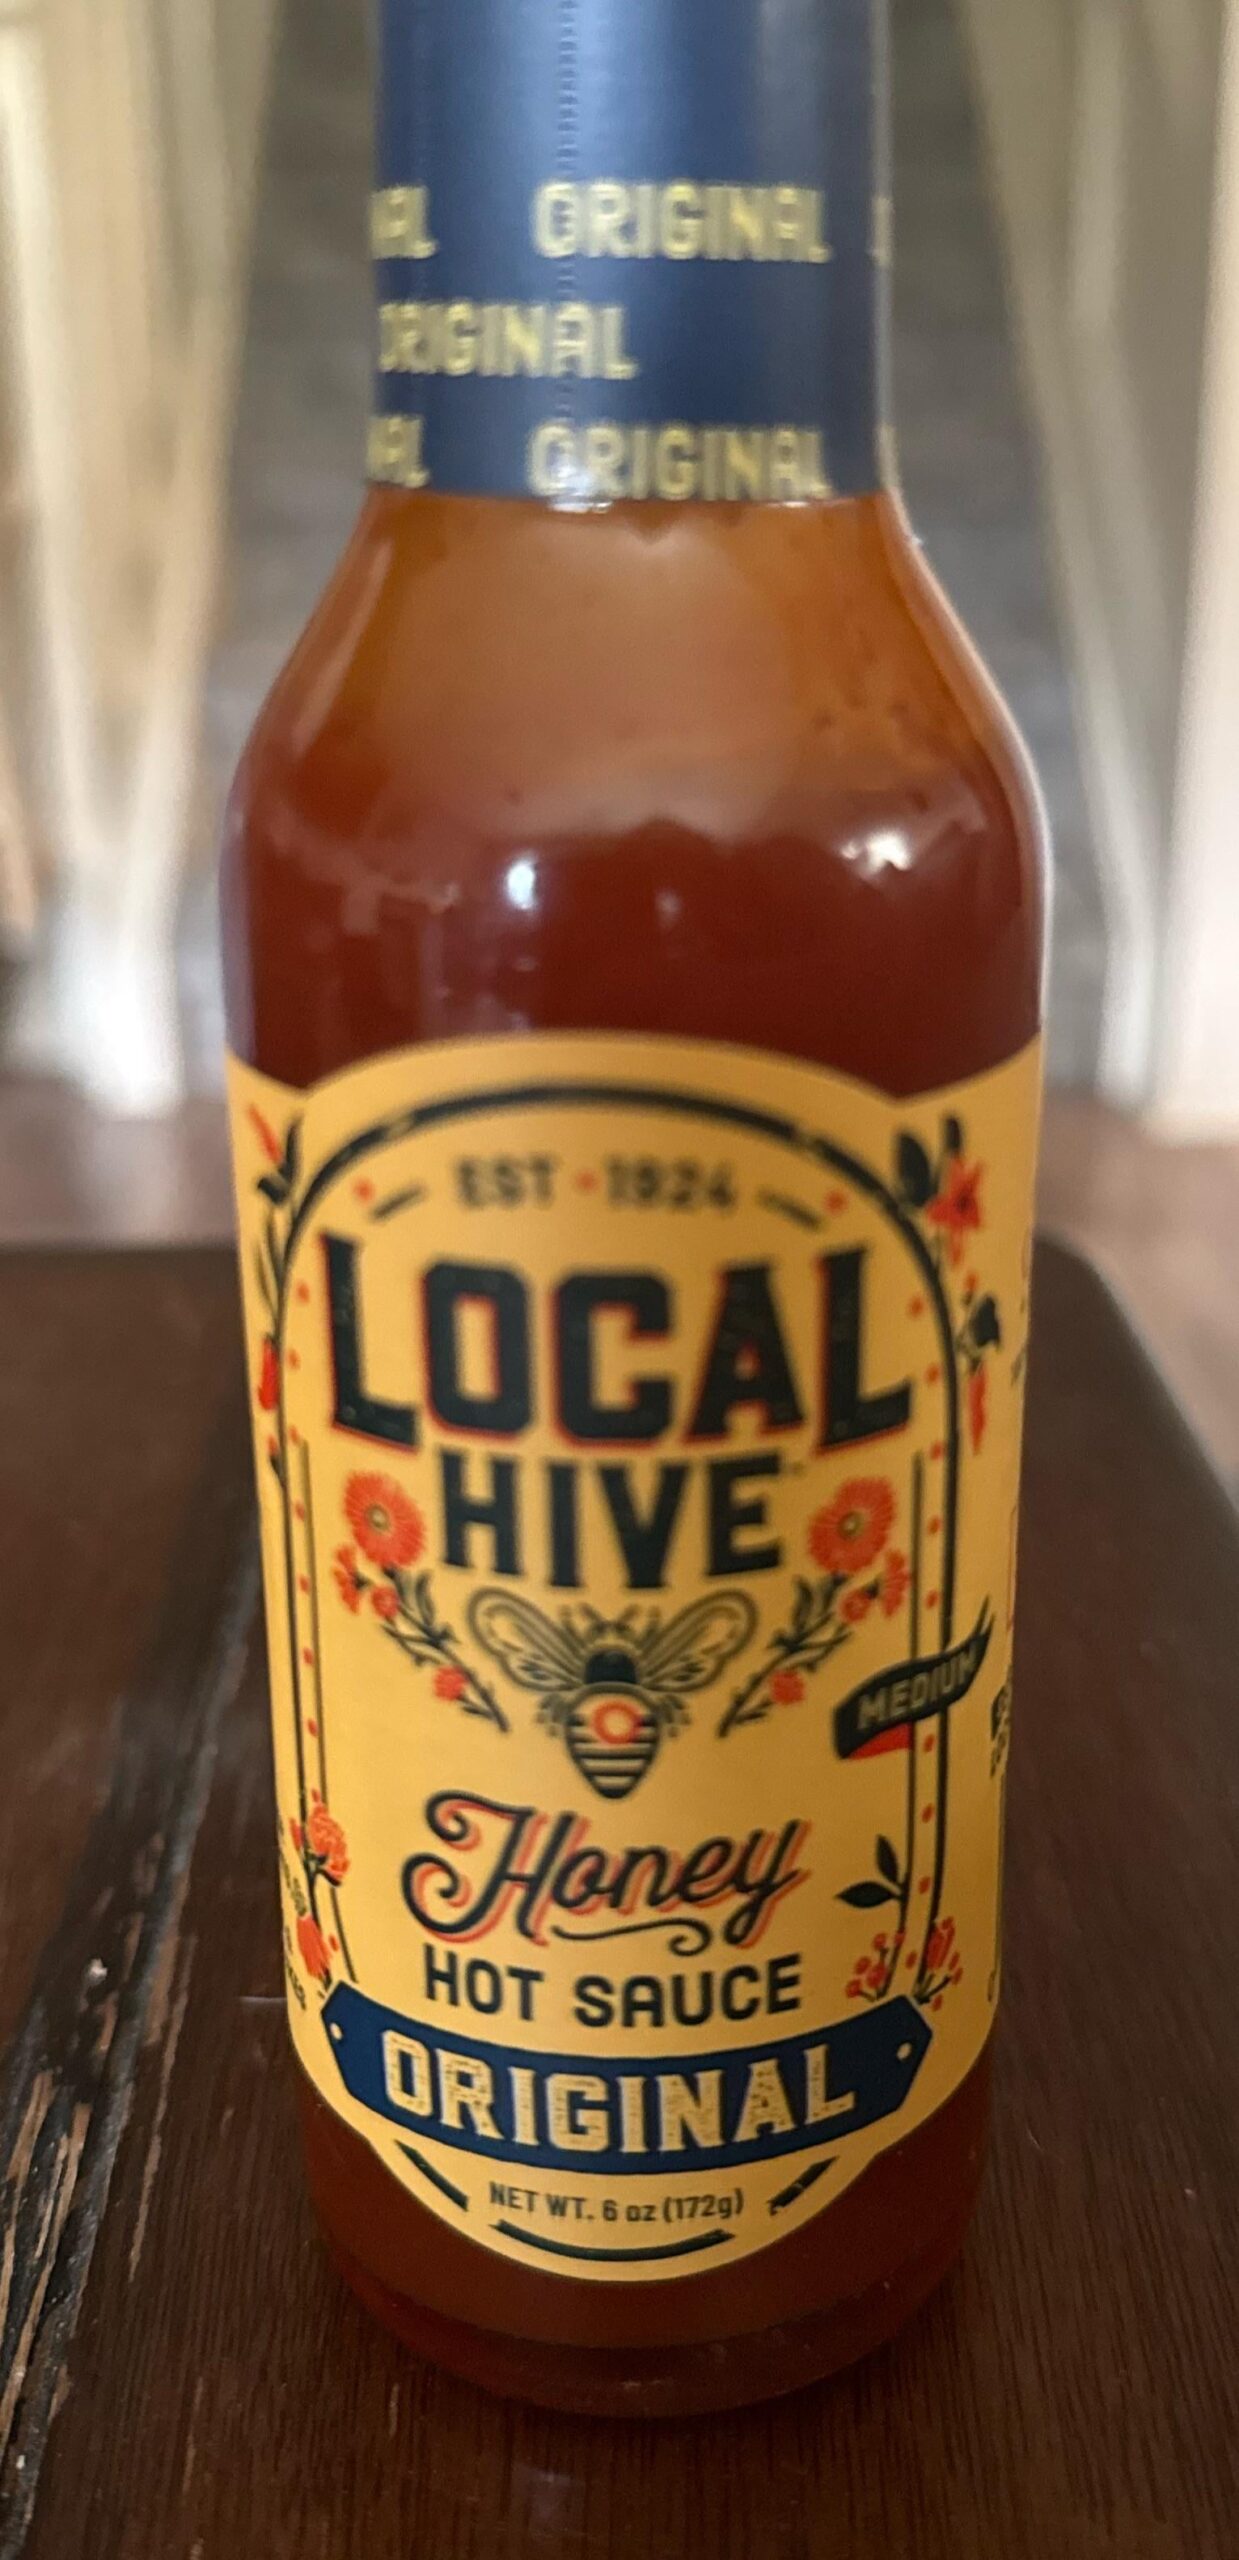 ORIGINAL
ORIGINAL
ORIGINAL
EST • 1924
LOCAL
HIVE
MEDIUM
Honey
HOT SAUCE
ORIGINAL
NET WT. 6 oz (172g)